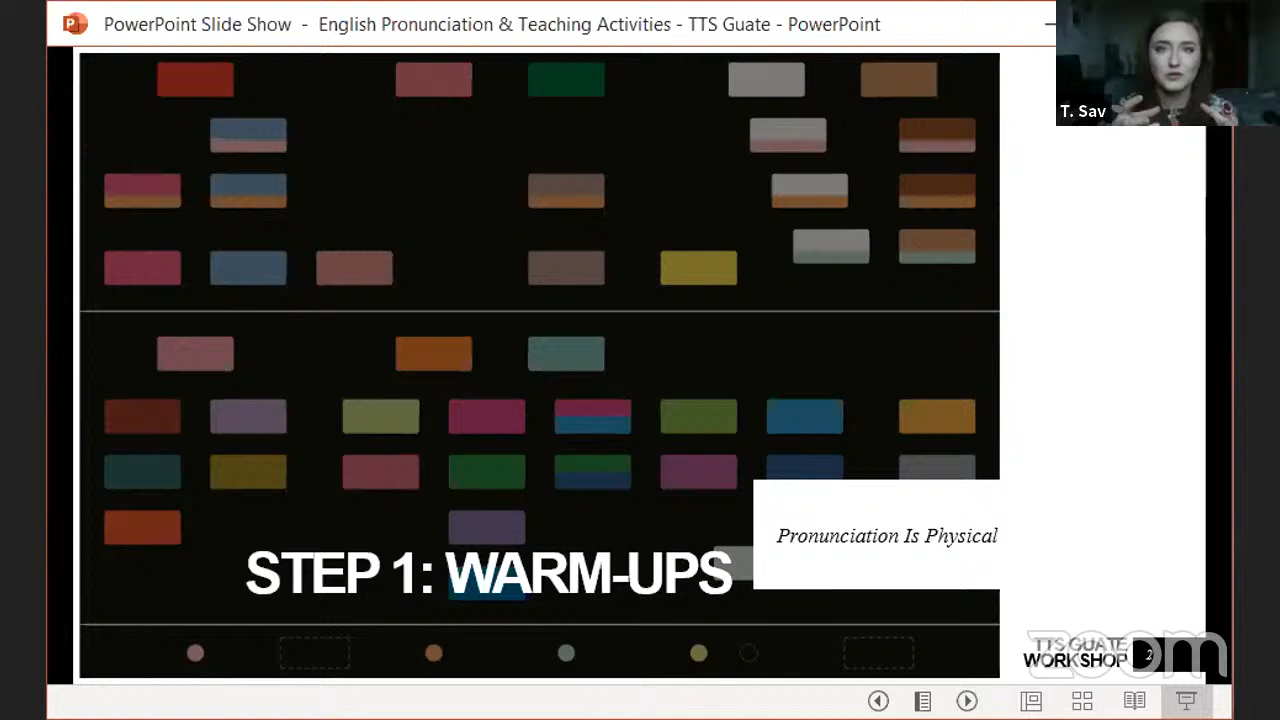 PowerPoint Slide Show - English Pronunciation & Teaching Activities - TTS Guate - PowerPoint
T. Sav
Pronunciation Is Physical
STEP 1: WARM-UPS
TTS GUATE
WORKSHOP
2
zoom